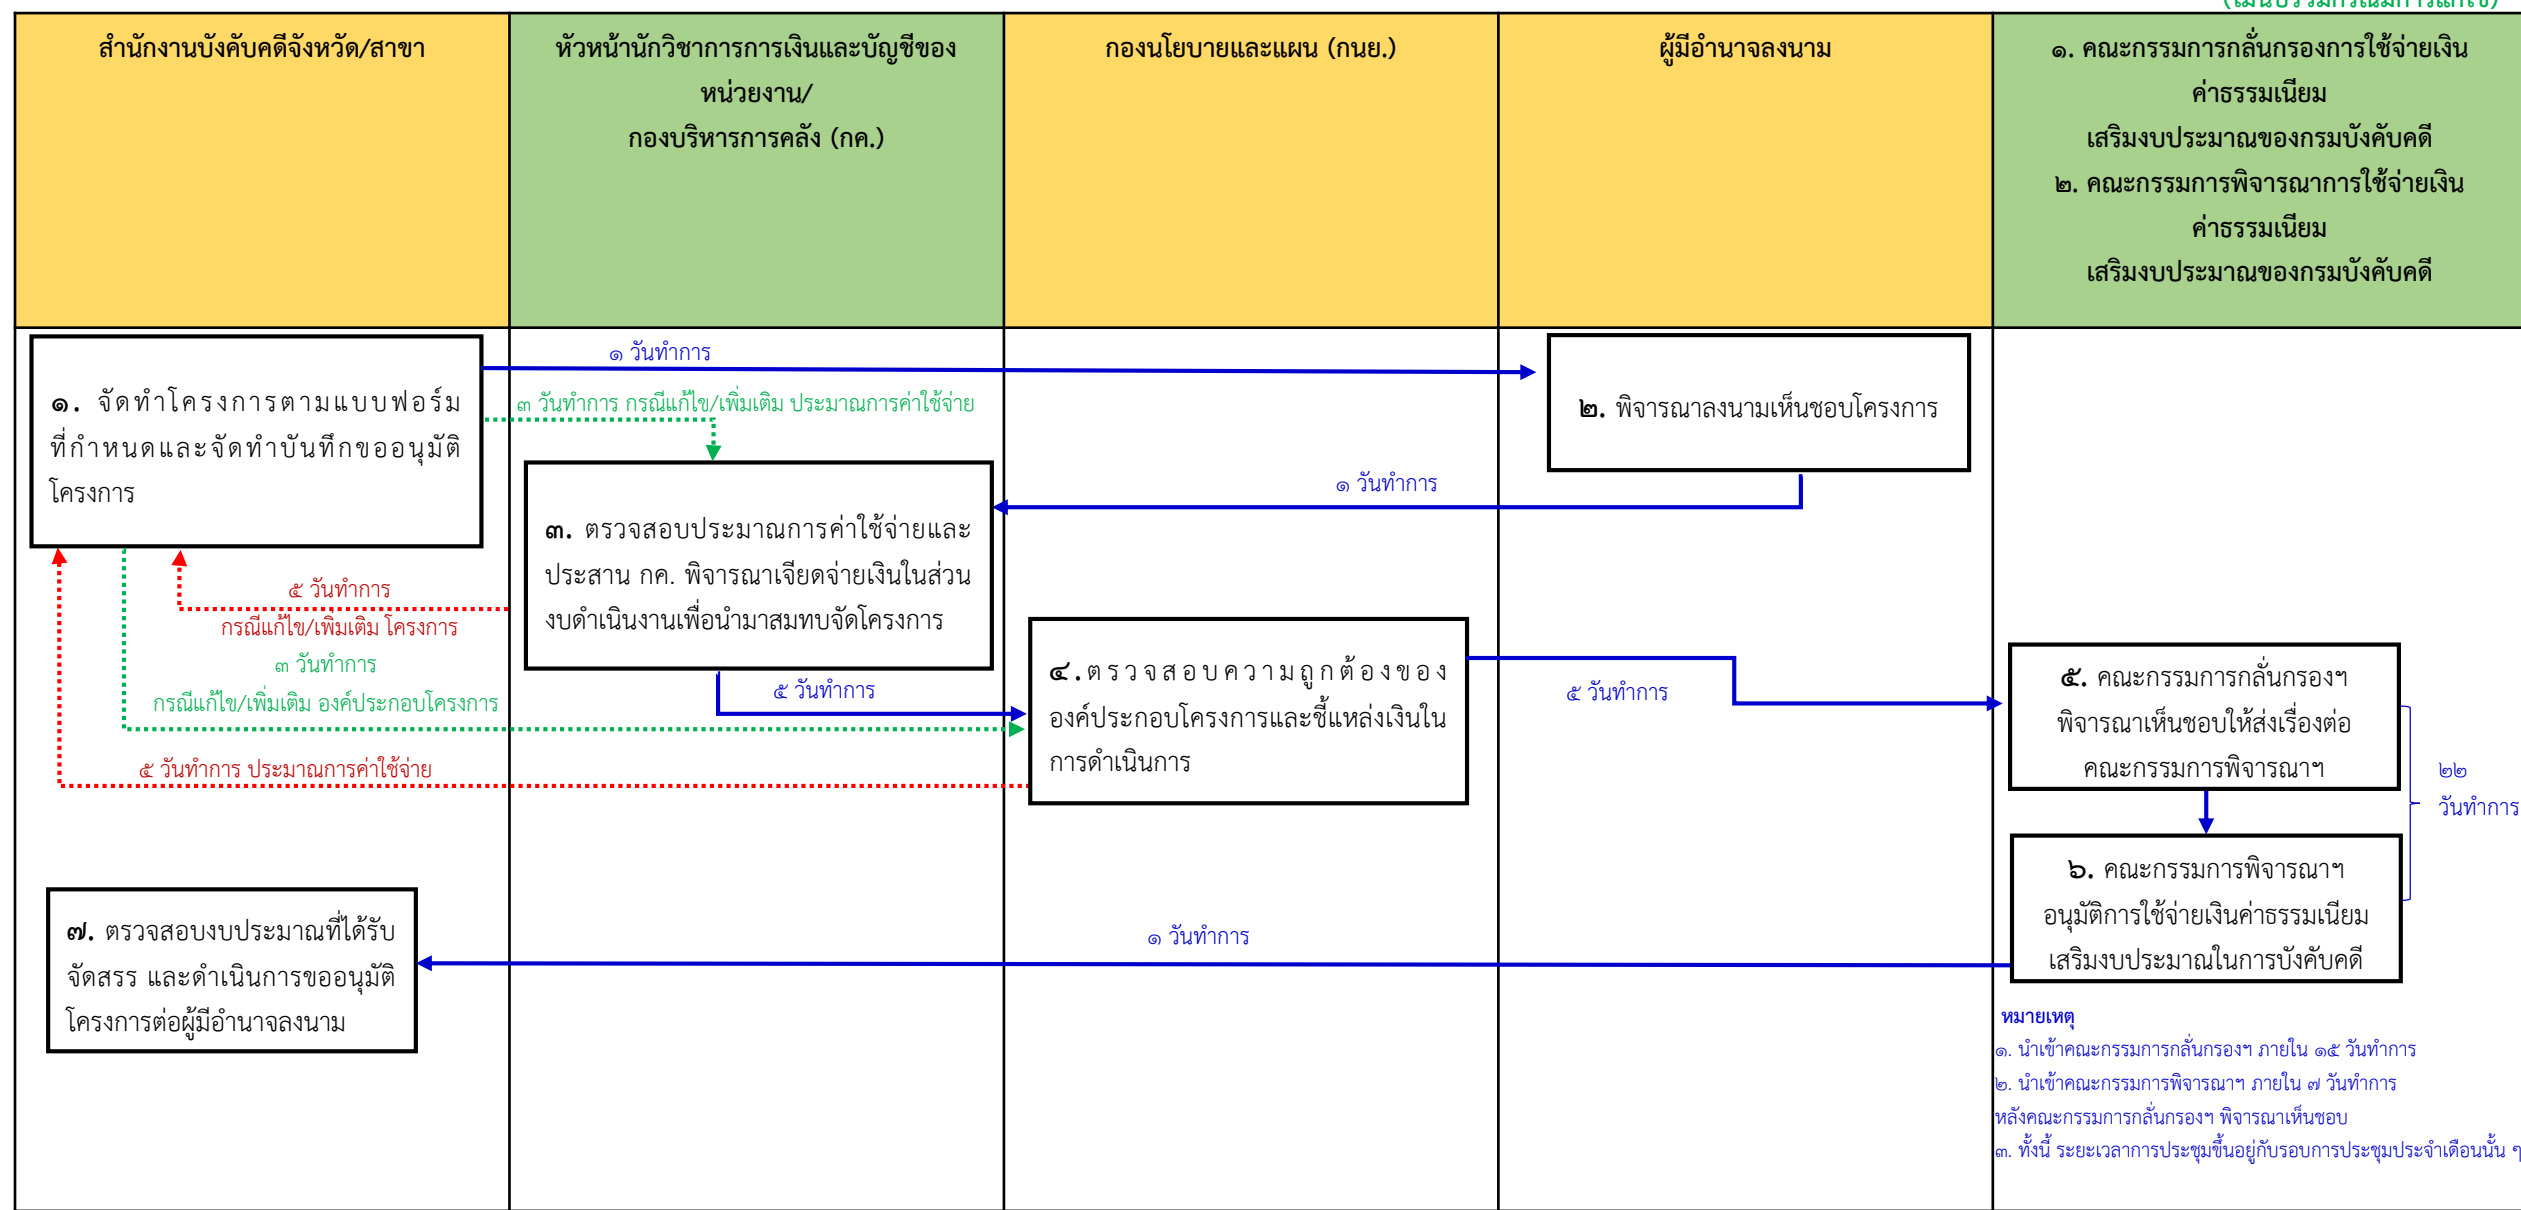 สำนักงานบังคับคดีจังหวัด/สาขา
หัวหน้านักวิชาการการเงินและบัญชีของ
หน่วยงาน/
กองบริหารการคลัง (กค.)
กองนโยบายและแผน (กนย.)
ผู้มีอำนาจลงนาม
๑. คณะกรรมการกลั่นกรองการใช้จ่ายเงิน
ค่าธรรมเนียม
เสริมงบประมาณของกรมบังคับคดี
๒. คณะกรรมการพิจารณาการใช้จ่ายเงิน
ค่าธรรมเนียม
เสริมงบประมาณของกรมบังคับคดี
๑. จัดทำโครงการตามแบบฟอร์ม
ที่กำหนดและจัดทำบันทึกขออนุมัติ
โครงการ
๑ วันทำการ
๓ วันทำการ กรณีแก้ไข/เพิ่มเติม ประมาณการค่าใช้จ่าย
๒. พิจารณาลงนามเห็นชอบโครงการ
๑ วันทำการ
๓. ตรวจสอบประมาณการค่าใช้จ่ายและ
ประสาน กค. พิจารณาเจียดจ่ายเงินในส่วน
งบดำเนินงานเพื่อนำมาสมทบจัดโครงการ
๕ วันทำการ
กรณีแก้ไข/เพิ่มเติม โครงการ
๓ วันทำการ
กรณีแก้ไข/เพิ่มเติม องค์ประกอบโครงการ
๕ วันทำการ
๔.ตรวจสอบความถูกต้องของ
องค์ประกอบโครงการและชี้แหล่งเงินใน
การดำเนินการ
๕ วันทำการ
๕. คณะกรรมการกลั่นกรองฯ
พิจารณาเห็นชอบให้ส่งเรื่องต่อ
คณะกรรมการพิจารณาฯ
๕ วันทำการ ประมาณการค่าใช้จ่าย
๒๒
วันทำการ
๖. คณะกรรมการพิจารณาฯ
อนุมัติการใช้จ่ายเงินค่าธรรมเนียม
เสริมงบประมาณในการบังคับคดี
๑ วันทำการ
๗. ตรวจสอบงบประมาณที่ได้รับ
จัดสรร และดำเนินการขออนุมัติ
โครงการต่อผู้มีอำนาจลงนาม
หมายเหตุ
๑. นำเข้าคณะกรรมการกลั่นกรองฯ ภายใน ๑๕ วันทำการ
๒. นำเข้าคณะกรรมการพิจารณาฯ ภายใน ๗ วันทำการ
หลังคณะกรรมการกลั่นกรองฯ พิจารณาเห็นชอบ
๓. ทั้งนี้ ระยะเวลาการประชุมขึ้นอยู่กับรอบการประชุมประจำเดือนนั้น ๆ